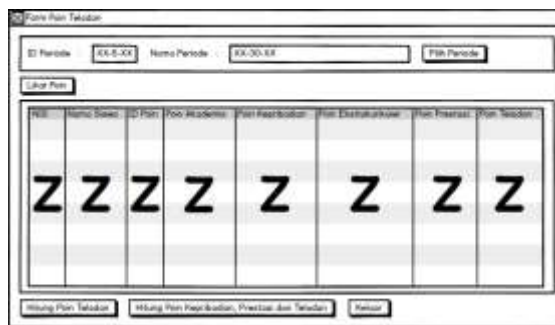 Form Poin Teladan
ID Periode XX-5-XX Nama Periode XX-30-XX Pilih Periode
Lihat Poin
NIS Nama Siswa ID Poin Poin Akademis Poin Kepribadian Poin Ekstrakurikuler Poin Prestasi Poin Teladan
Z Z Z Z Z Z Z Z
Hitung Poin Teladan Hitung Poin Kepribadian, Prestasi dan Teladan Keluar